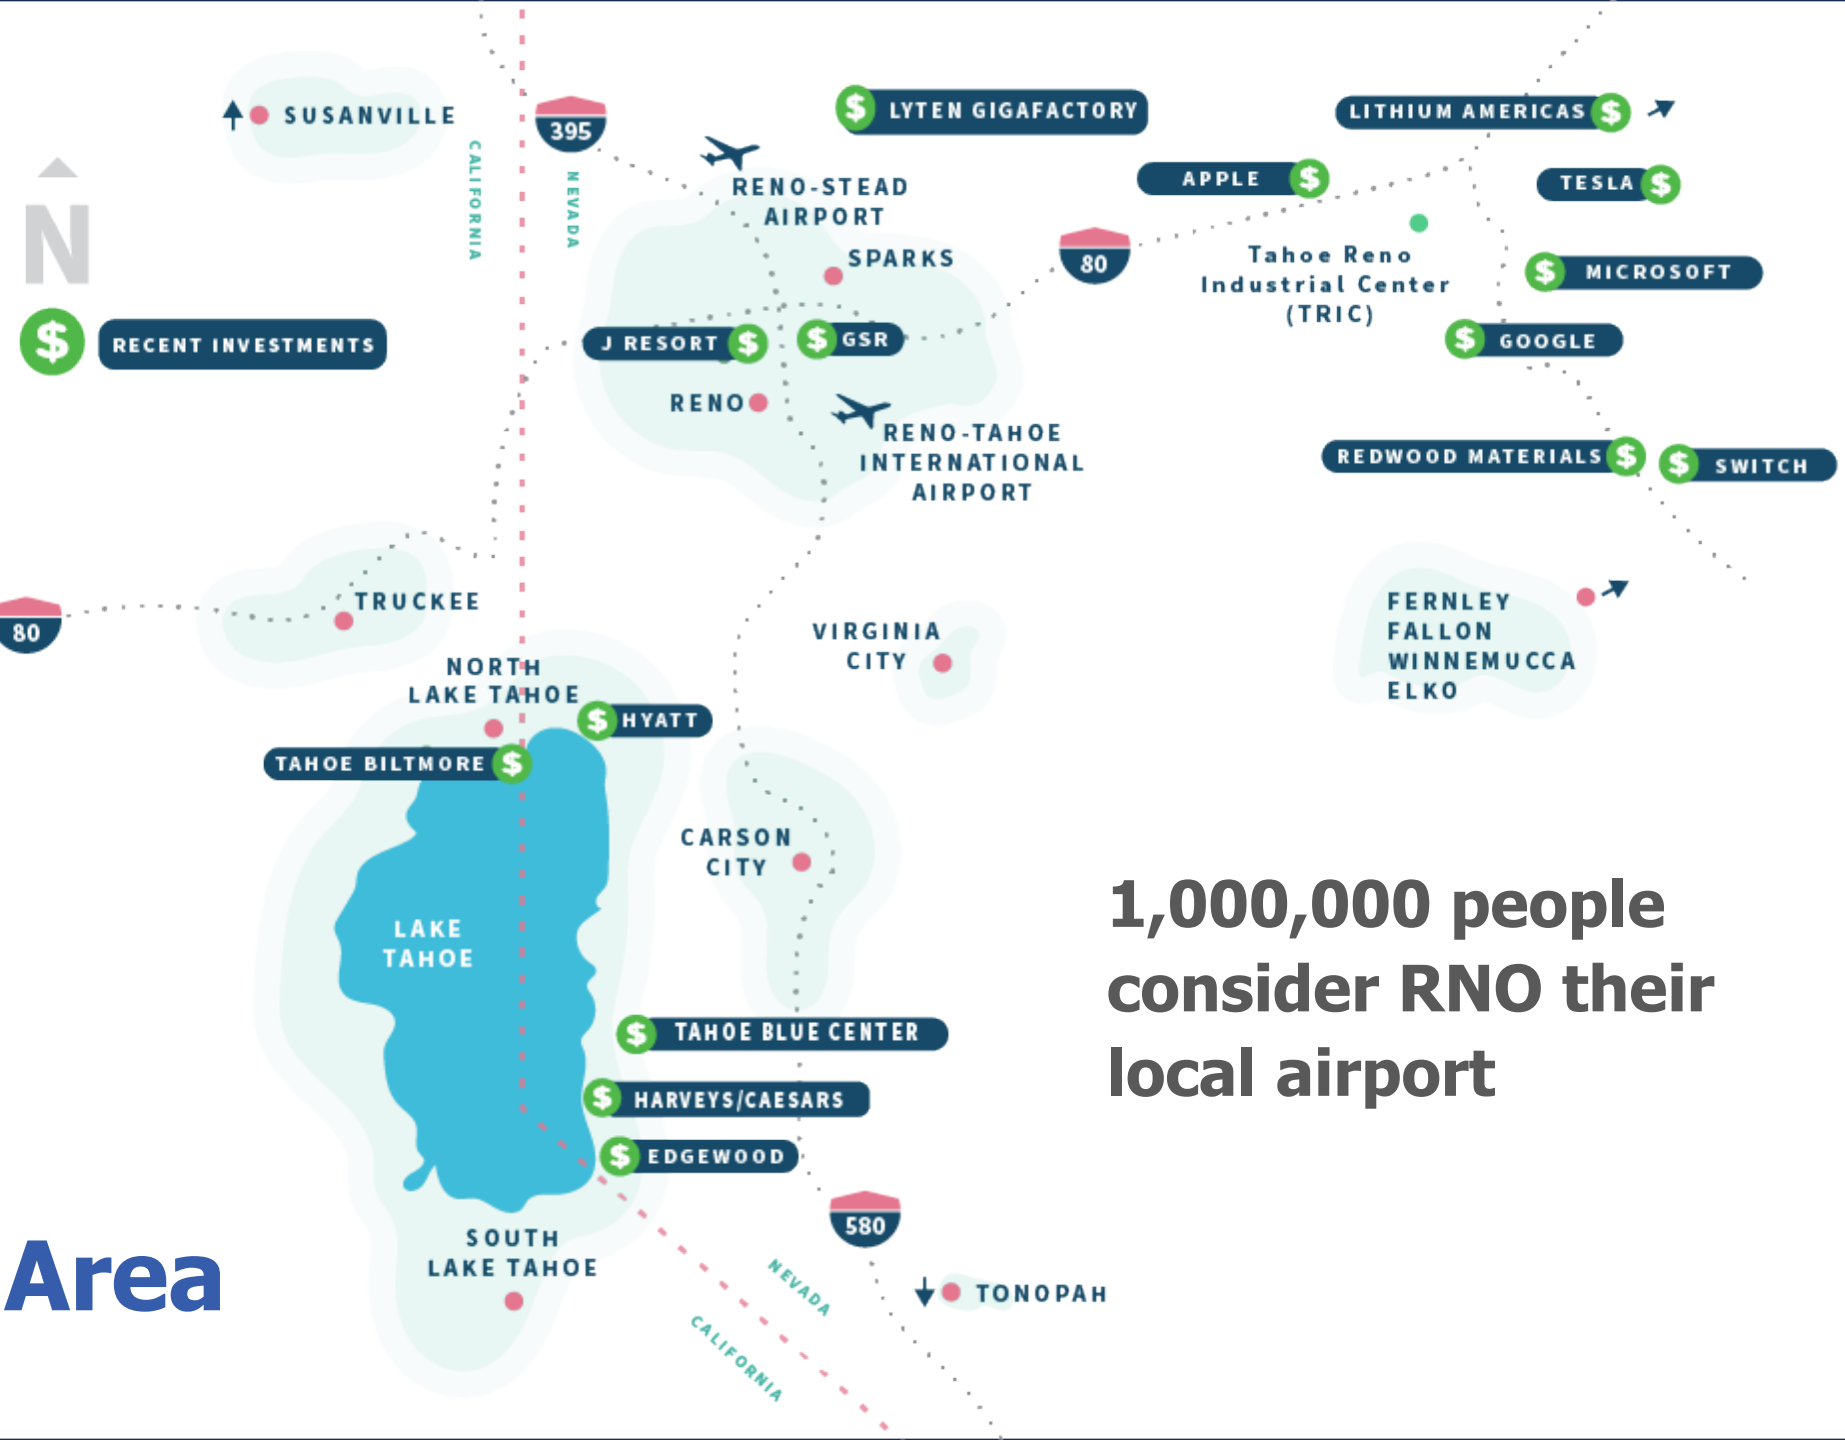 SUSANVILLE
395
LYTEN GIGAFACTORY
LITHIUM AMERICAS
CALIFORNIA
NEVADA
N
RENO-STEAD
AIRPORT
APPLE
TESLA
SPARKS
80
Tahoe Reno
Industrial Center
(TRIC)
MICROSOFT
$ RECENT INVESTMENTS
J RESORT
GSR
GOOGLE
RENO
RENO-TAHOE
INTERNATIONAL
AIRPORT
REDWOOD MATERIALS
SWITCH
80
TRUCKEE
FERNLEY
FALLON
WINNEMUCCA
ELKO
VIRGINIA
CITY
NORTH
LAKE TAHOE
HYATT
TAHOE BILTMORE
CARSON
CITY
LAKE
TAHOE
1,000,000 people
consider RNO their
local airport
TAHOE BLUE CENTER
HARVEYS/CAESARS
EDGEWOOD
580
SOUTH
LAKE TAHOE
Area
NEVADA
CALIFORNIA
TONOPAH